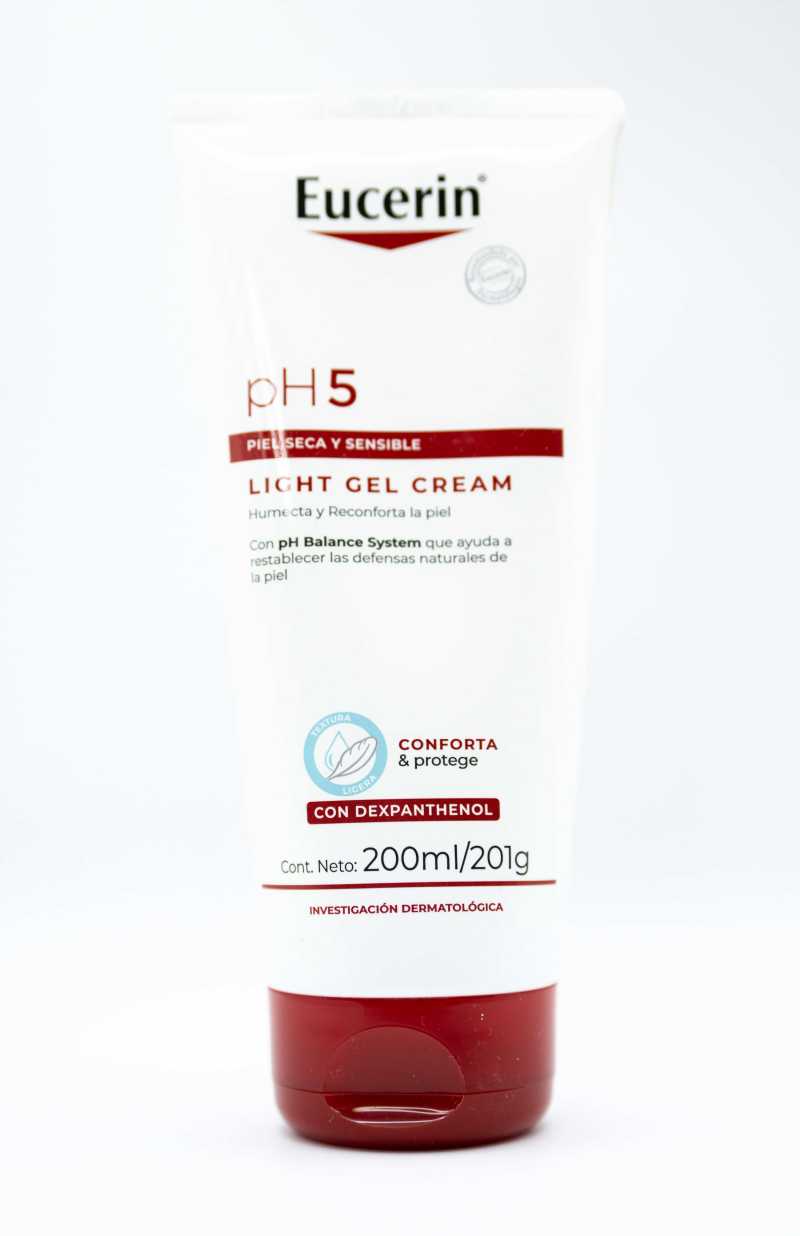 Eucerin®
pH5
PIEL SECA Y SENSIBLE
LIGHT GEL CREAM
Humecta y Reconforta la piel
Con pH Balance System que ayuda a
restablecer las defensas naturales de
la piel
TEXTURA
LIGERA
CONFORTA
& protege
CON DEXPANTHENOL
Cont. Neto: 200ml/201g
INVESTIGACIÓN DERMATOLÓGICA